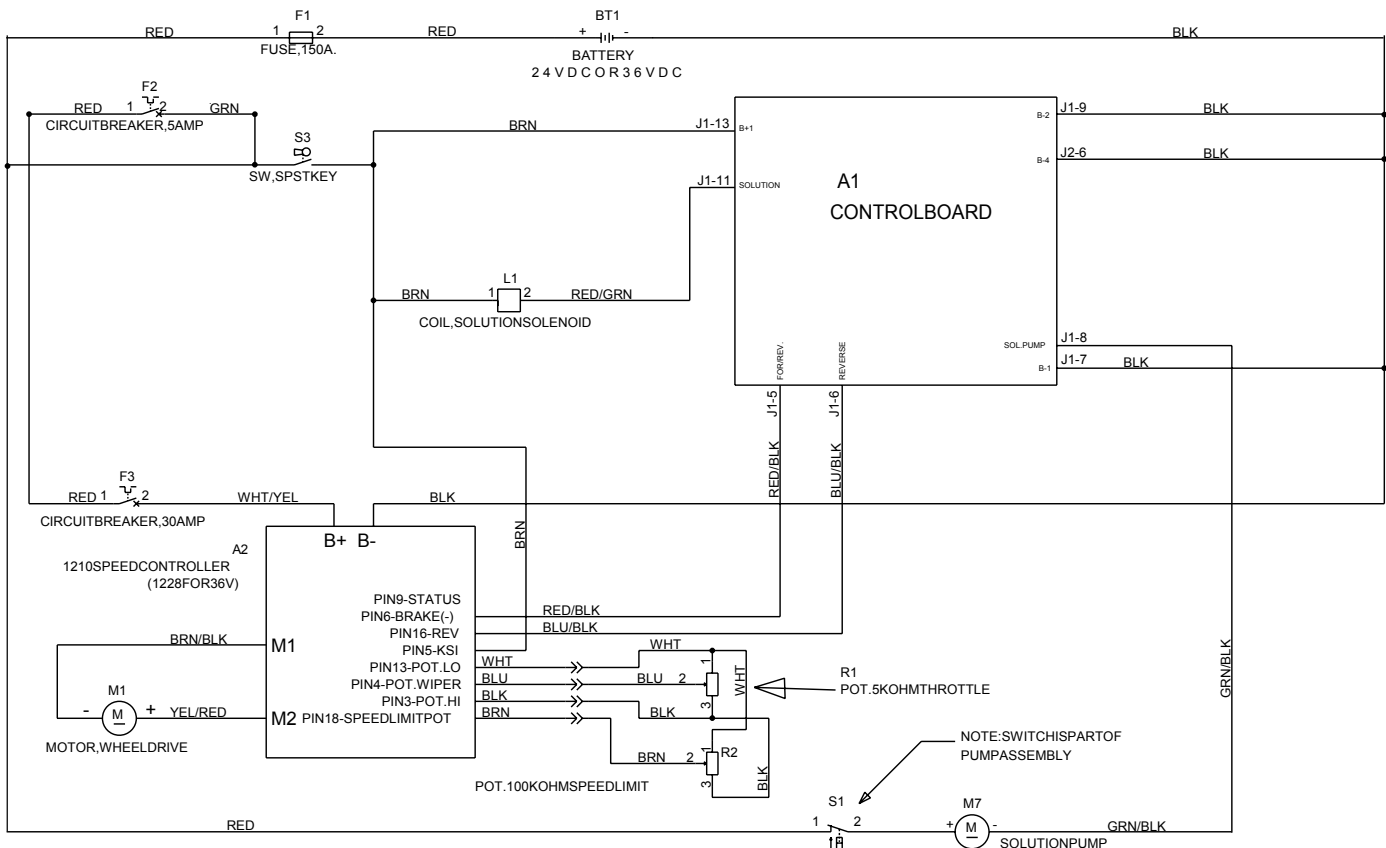 F1
RED 1 2 RED
FUSE,150A.
BT1
+ -
BLK
BATTERY
24VDCOR36VDC
F2
RED 1 2 GRN
CIRCUITBREAKER,5AMP
S3
SW,SPSTKEY
BRN
J1-13 B+1
J1-11 SOLUTION
A1
CONTROLBOARD
B-2 J1-9 BLK
B-4 J2-6 BLK
L1
BRN 1 2 RED/GRN
COIL,SOLUTIONSOLENOID
SOL.PUMP J1-8
B-1 J1-7 BLK
FOR/REV.
REVERSE
J1-5
J1-6
RED/BLK
BLU/BLK
F3
RED 1 2 WHT/YEL
CIRCUITBREAKER,30AMP
BLK
BRN
A2
1210SPEEDCONTROLLER
(1228FOR36V)
B+ B-
PIN9-STATUS
PIN6-BRAKE(-) RED/BLK
PIN16-REV BLU/BLK
PIN5-KSI
PIN13-POT.LO WHT WHT
PIN4-POT.WIPER BLU BLU 2
PIN3-POT.HI BLK BLK
PIN18-SPEEDLIMITPOT BRN
BRN/BLK M1
M1
- M + YEL/RED M2
MOTOR,WHEELDRIVE
1
3
WHT
R1
POT.5KOHMTHROTTLE
BRN 2 R2
1
3
BLK
POT.100KOHMSPEEDLIMIT
GRN/BLK
NOTE:SWITCHISPARTOF
PUMPASSEMBLY
RED
S1
1 2
M7
+ M - GRN/BLK
SOLUTIONPUMP